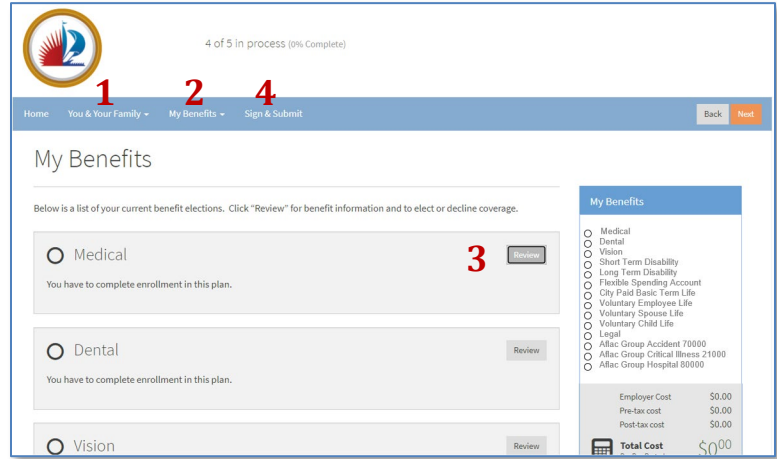 4 of 5 in process (0% Complete)
1 2 4
Home You & Your Family My Benefits Sign & Submit Back Next
My Benefits
Below is a list of your current benefit elections. Click "Review" for benefit information and to elect or decline coverage.
Medical 3 Review
You have to complete enrollment in this plan.
Dental Review
You have to complete enrollment in this plan.
Vision Review
My Benefits
Medical
Dental
Vision
Short Term Disability
Long Term Disability
Flexible Spending Account
City Paid Basic Term Life
Voluntary Employee Life
Voluntary Spouse Life
Voluntary Child Life
Legal
Aflac Group Accident 70000
Aflac Group Critical Illness 21000
Aflac Group Hospital 80000
Employer Cost $0.00
Pre-tax cost $0.00
Post-tax cost $0.00
Total Cost $0.00